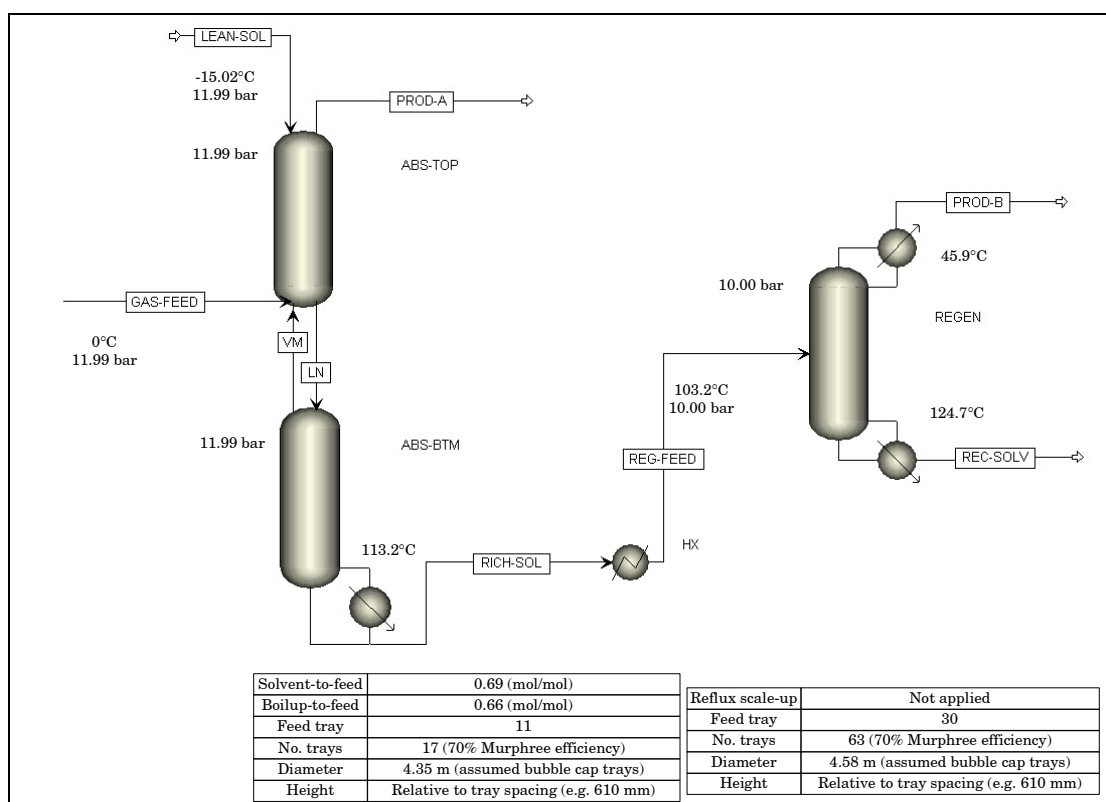 LEAN-SOL
-15.02°C
11.99 bar
PROD-A
11.99 bar
ABS-TOP
PROD-B
45.9°C
10.00 bar
GAS-FEED
REGEN
0°C
11.99 bar
VM
LN
103.2°C
10.00 bar
124.7°C
11.99 bar
ABS-BTM
REG-FEED
REC-SOLV
113.2°C
HX
RICH-SOL
Solvent-to-feed 0.69 (mol/mol)
Boilup-to-feed 0.66 (mol/mol)
Feed tray 11
No. trays 17 (70% Murphree efficiency)
Diameter 4.35 m (assumed bubble cap trays)
Height Relative to tray spacing (e.g. 610 mm)
Reflux scale-up Not applied
Feed tray 30
No. trays 63 (70% Murphree efficiency)
Diameter 4.58 m (assumed bubble cap trays)
Height Relative to tray spacing (e.g. 610 mm)